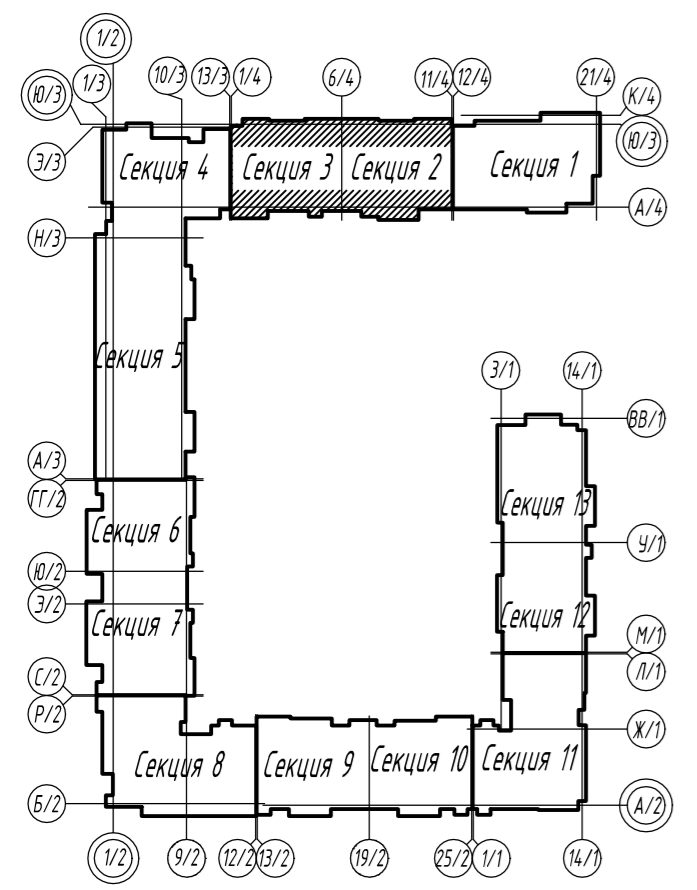 1/2
1/3
10/3
13/3
1/4
6/4
11/4
12/4
21/4
Ю/3
К/4
Ю/3
Э/3
Секция 4
Секция 3
Секция 2
Секция 1
А/4
Н/3
Секция 5
3/1
14/1
ВВ/1
А/3
ГГ/2
Секция 6
Секция 13
У/1
Ю/2
Э/2
Секция 7
Секция 12
М/1
Л/1
С/2
Р/2
Ж/1
Секция 8
Секция 9
Секция 10
Секция 11
Б/2
А/2
1/2
9/2
12/2
13/2
19/2
25/2
1/1
14/1